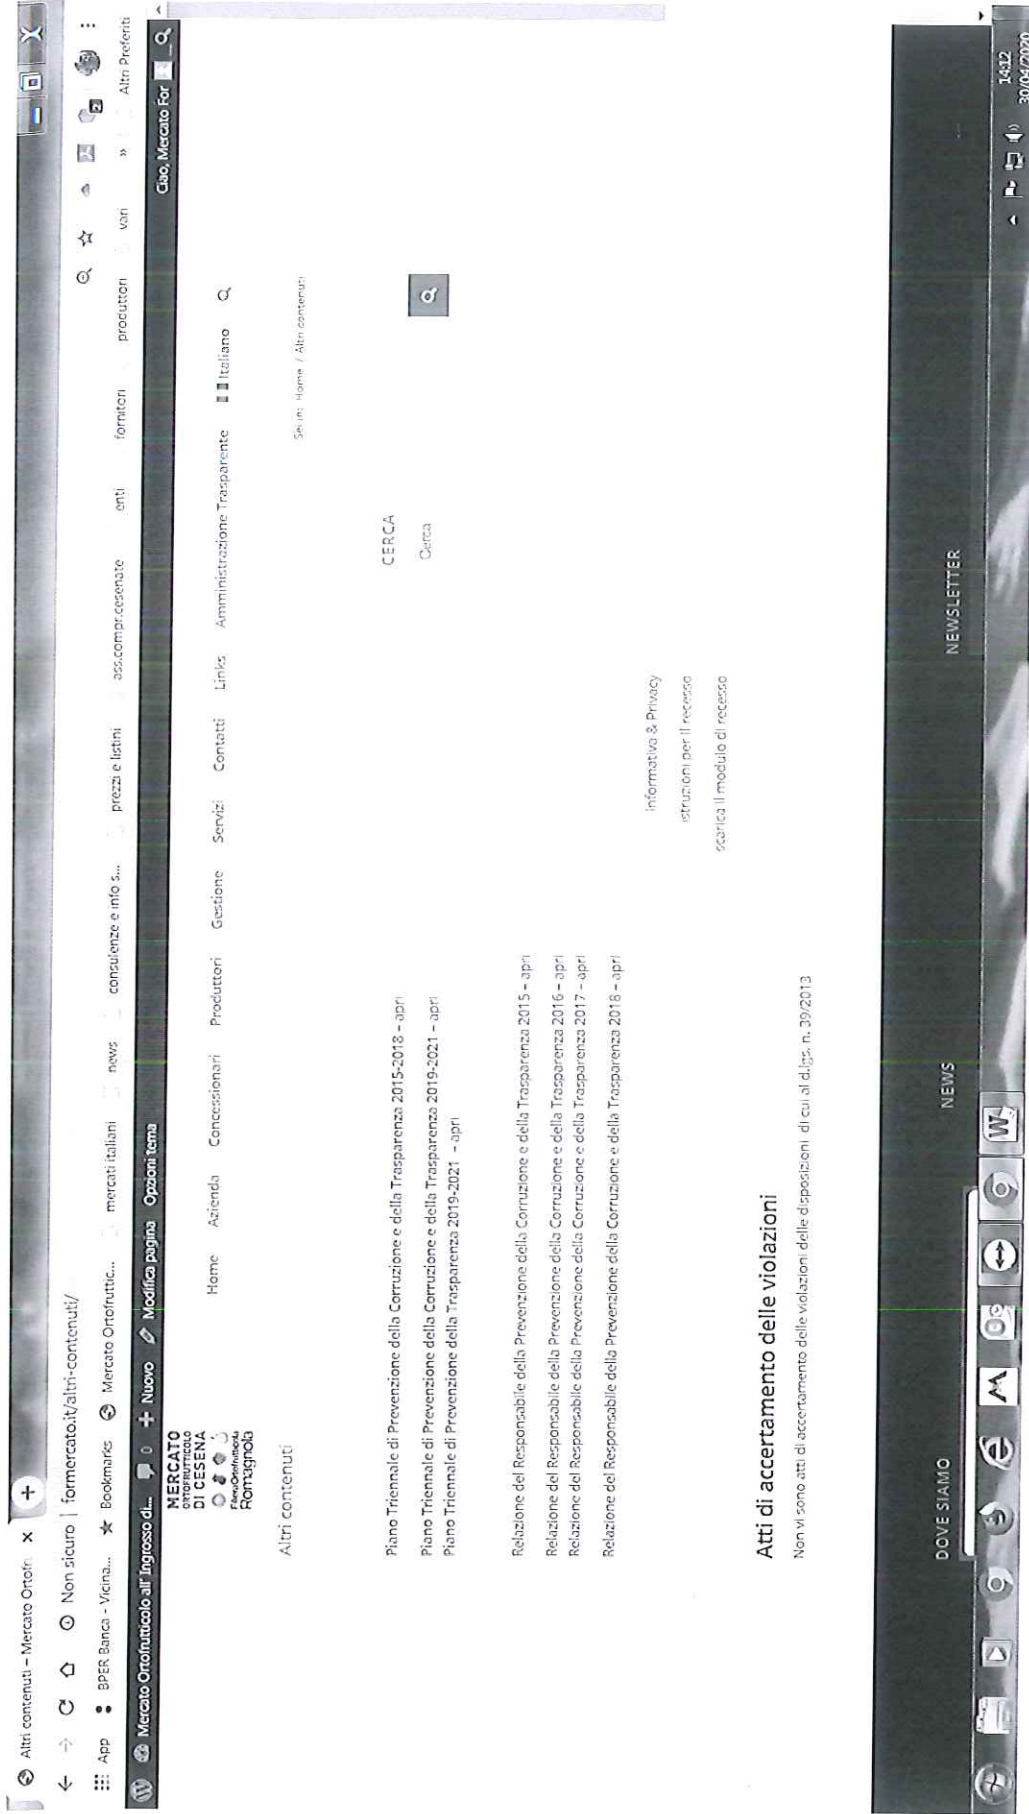 Altri contenuti – Mercato Ortofr
Non sicuro | formercato.it/altri-contenuti/
App BPER Banca - Vicina... Bookmarks Mercato Ortofruttic... mercati italiani news consulenze e info s... prezzi e listini ass.compr.cesenate enti fornitori produttori vari » Altri Preferiti
Mercato Ortofrutticolo all' Ingrosso di... 0 + Nuovo Modifica pagina Opzioni tema Ciao, Mercato For
MERCATO
ORTOFRUTTICOLO
DI CESENA
FilieraOrtofrutticola
Romagnola
Home Azienda Concessionari Produttori Gestione Servizi Contatti Links Amministrazione Trasparente Italiano
Altri contenuti
Sei in: Home / Altri contenuti
Piano Triennale di Prevenzione della Corruzione e della Trasparenza 2015-2018 – apri
Piano Triennale di Prevenzione della Corruzione e della Trasparenza 2019-2021 – apri
Piano Triennale di Prevenzione della Trasparenza 2019-2021 – apri
CERCA
Cerca
Relazione del Responsabile della Prevenzione della Corruzione e della Trasparenza 2015 – apri
Relazione del Responsabile della Prevenzione della Corruzione e della Trasparenza 2016 – apri
Relazione del Responsabile della Prevenzione della Corruzione e della Trasparenza 2017 – apri
Relazione del Responsabile della Prevenzione della Corruzione e della Trasparenza 2018 – apri
Informativa & Privacy
istruzioni per il recesso
scarica il modulo di recesso
Atti di accertamento delle violazioni
Non vi sono atti di accertamento delle violazioni delle disposizioni di cui al d.lgs. n. 39/2013
DOVE SIAMO NEWS NEWSLETTER
14:12
30/04/2020